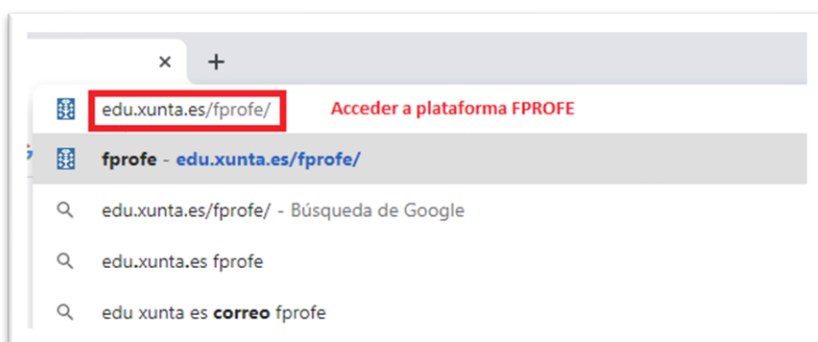 edu.xunta.es/fprofe/ Acceder a plataforma FPROFE
fprofe - edu.xunta.es/fprofe/
edu.xunta.es/fprofe/ - Búsqueda de Google
edu.xunta.es fprofe
edu xunta es correo fprofe